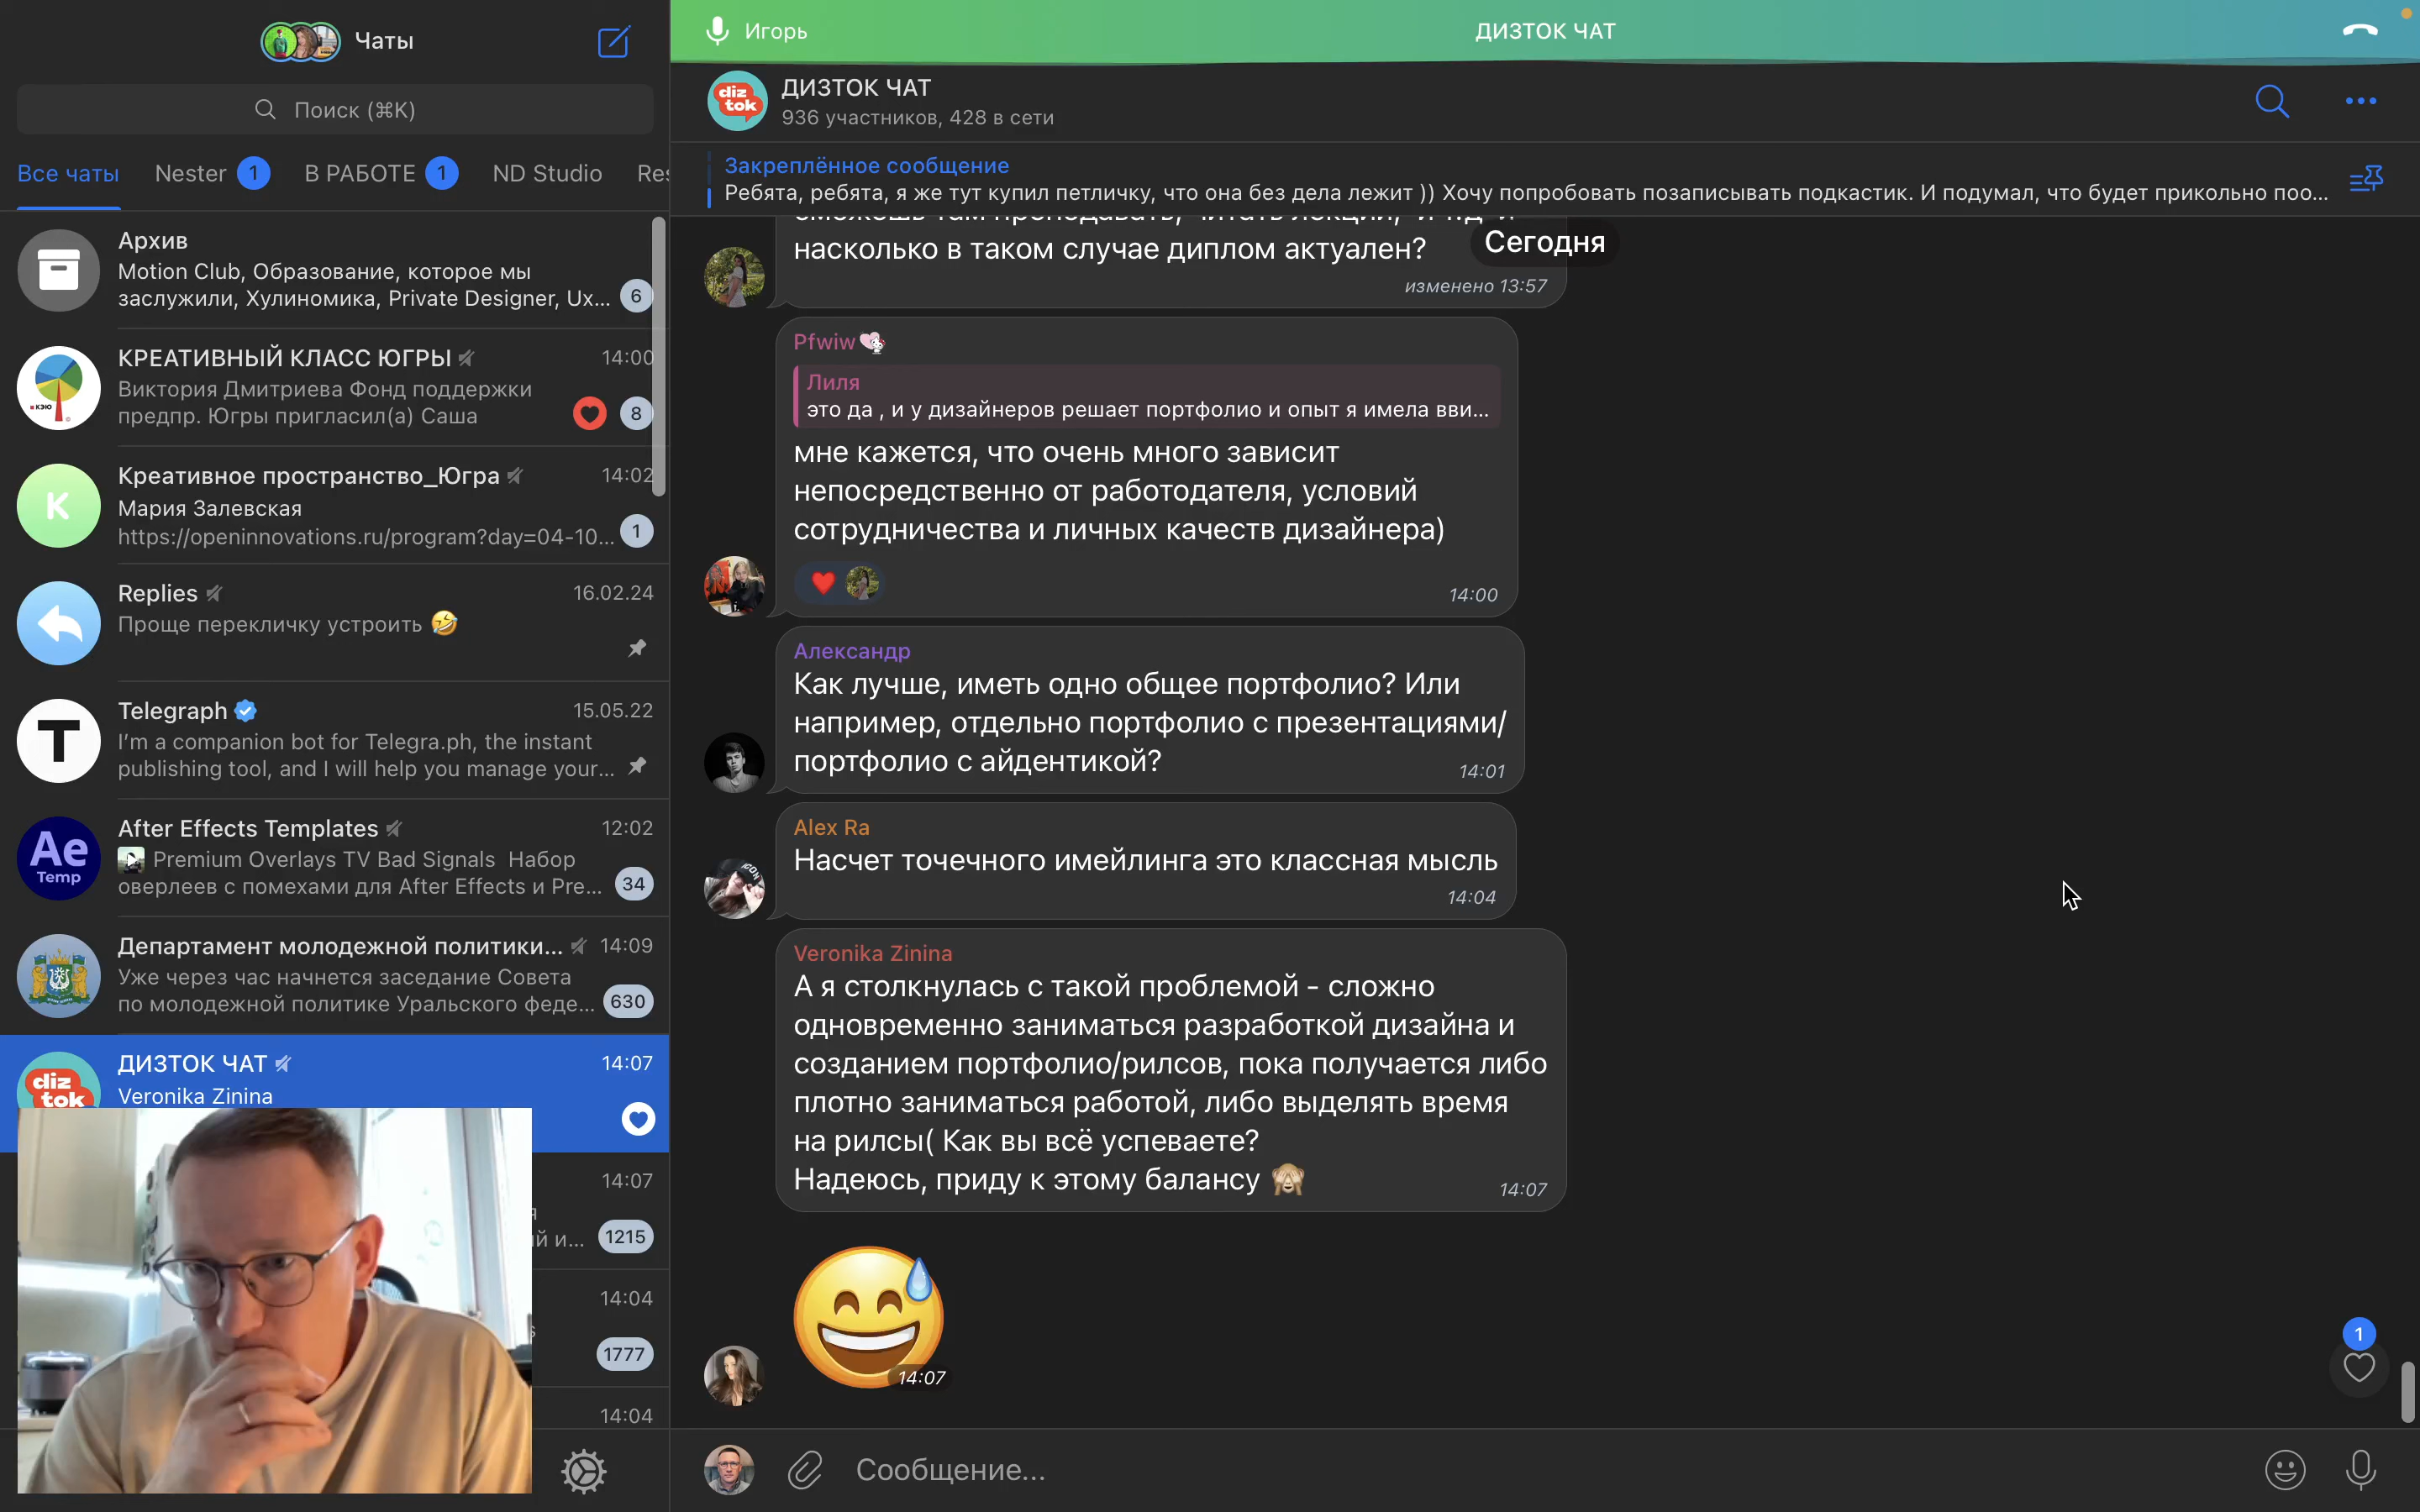 Чаты
Поиск (⌘K)
Все чаты
Nester 1
В РАБОТЕ 1
ND Studio
Res
Архив
Motion Club, Образование, которое мы
заслужили, Хулиномика, Private Designer, Ux...
6
КРЕАТИВНЫЙ КЛАСС ЮГРЫ
14:00
Виктория Дмитриева Фонд поддержки
предпр. Югры пригласил(а) Саша
8
КЭЮ
Креативное пространство_Югра
14:02
K
Мария Залевская
https://openinnovations.ru/program?day=04-10...
1
Replies
16.02.24
Проще перекличку устроить 🤣
Telegraph
15.05.22
T
I'm a companion bot for Telegra.ph, the instant
publishing tool, and I will help you manage your...
After Effects Templates
12:02
Ae
Temp
Premium Overlays TV Bad Signals Набор
оверлеев с помехами для After Effects и Pre...
34
Департамент молодежной политики...
14:09
Уже через час начнется заседание Совета
по молодежной политике Уральского феде...
630
ДИЗТОК ЧАТ
14:07
diz
tok
Veronika Zinina
14:07
й и...
1215
14:04
1777
14:04
Игорь
ДИЗТОК ЧАТ
diz
tok
ДИЗТОК ЧАТ
936 участников, 428 в сети
Закреплённое сообщение
Ребята, ребята, я же тут купил петличку, что она без дела лежит )) Хочу попробовать позаписывать подкастик. И подумал, что будет прикольно поо...
Сегодня
сможешь там преподавать, читать лекции, и т.д и
насколько в таком случае диплом актуален?
изменено 13:57
Pfwiw
Лиля
это да , и у дизайнеров решает портфолио и опыт я имела вви...
мне кажется, что очень много зависит
непосредственно от работодателя, условий
сотрудничества и личных качеств дизайнера)
❤️
14:00
Александр
Как лучше, иметь одно общее портфолио? Или
например, отдельно портфолио с презентациями/
портфолио с айдентикой?
14:01
Alex Ra
Насчет точечного имейлинга это классная мысль
14:04
Veronika Zinina
А я столкнулась с такой проблемой - сложно
одновременно заниматься разработкой дизайна и
созданием портфолио/рилсов, пока получается либо
плотно заниматься работой, либо выделять время
на рилсы( Как вы всё успеваете?
Надеюсь, приду к этому балансу 🙈
14:07
😅
14:07
1
Сообщение...